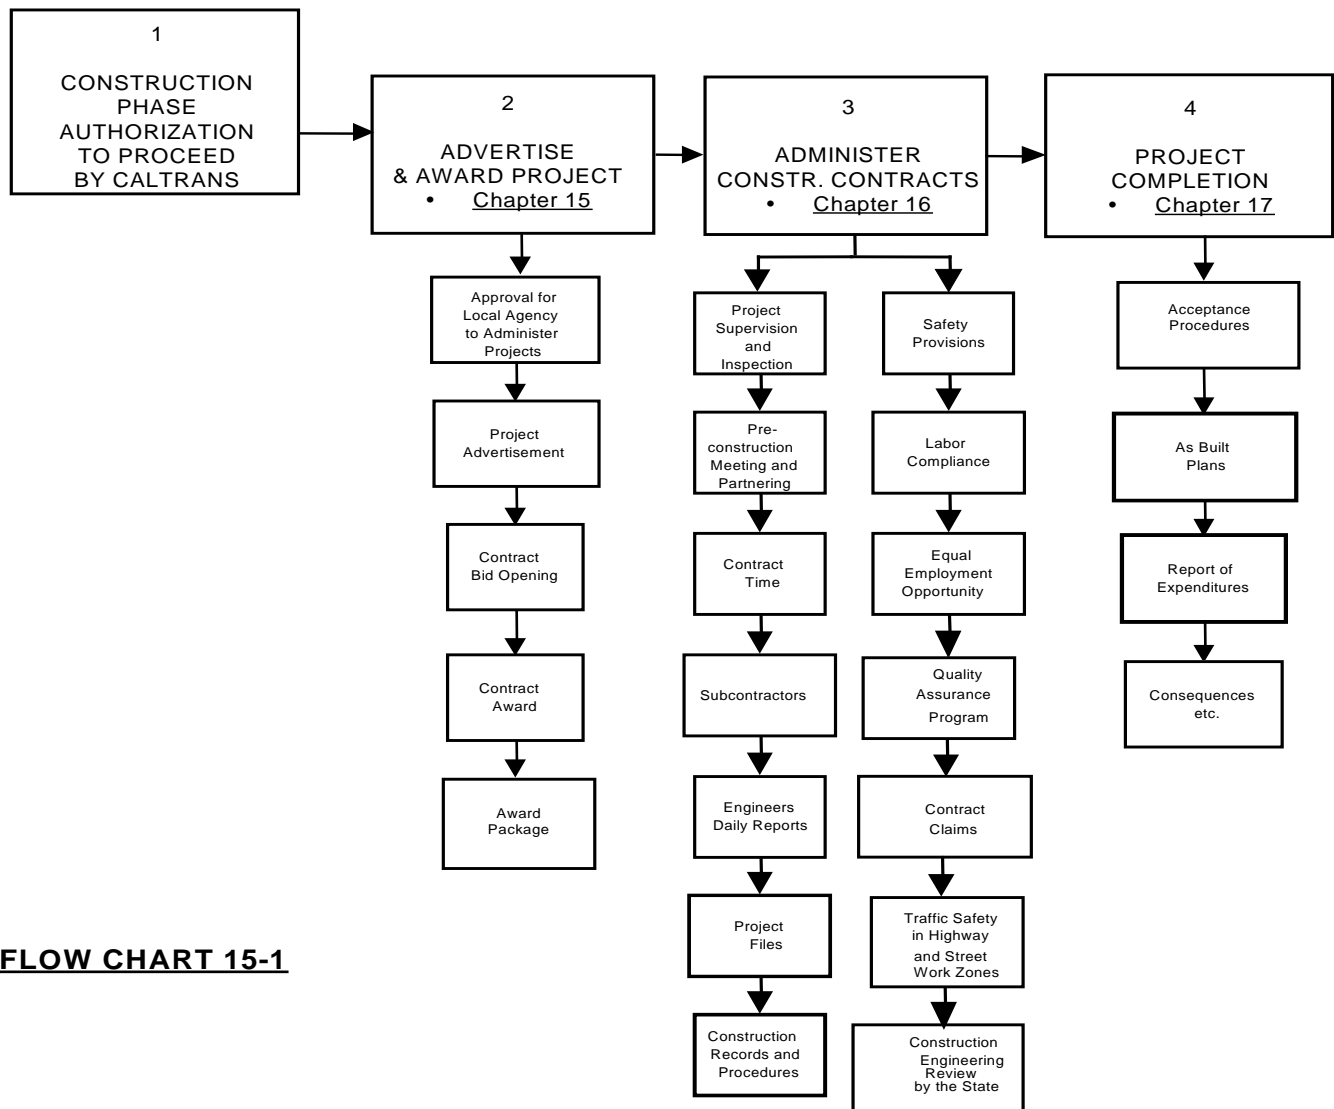 1
CONSTRUCTION
PHASE
AUTHORIZATION
TO PROCEED
BY CALTRANS
2
ADVERTISE
& AWARD PROJECT
• Chapter 15
3
ADMINISTER
CONSTR. CONTRACTS
• Chapter 16
4
PROJECT
COMPLETION
• Chapter 17
Approval for
Local Agency
to Administer
Projects
Project
Advertisement
Contract
Bid Opening
Contract
Award
Award
Package
Project
Supervision
and
Inspection
Pre-
construction
Meeting and
Partnering
Contract
Time
Subcontractors
Engineers
Daily Reports
Project
Files
Construction
Records and
Procedures
Safety
Provisions
Labor
Compliance
Equal
Employment
Opportunity
Quality
Assurance
Program
Contract
Claims
Traffic Safety
in Highway
and Street
Work Zones
Construction
Engineering
Review
by the State
Acceptance
Procedures
As Built
Plans
Report of
Expenditures
Consequences
etc.
FLOW CHART 15-1